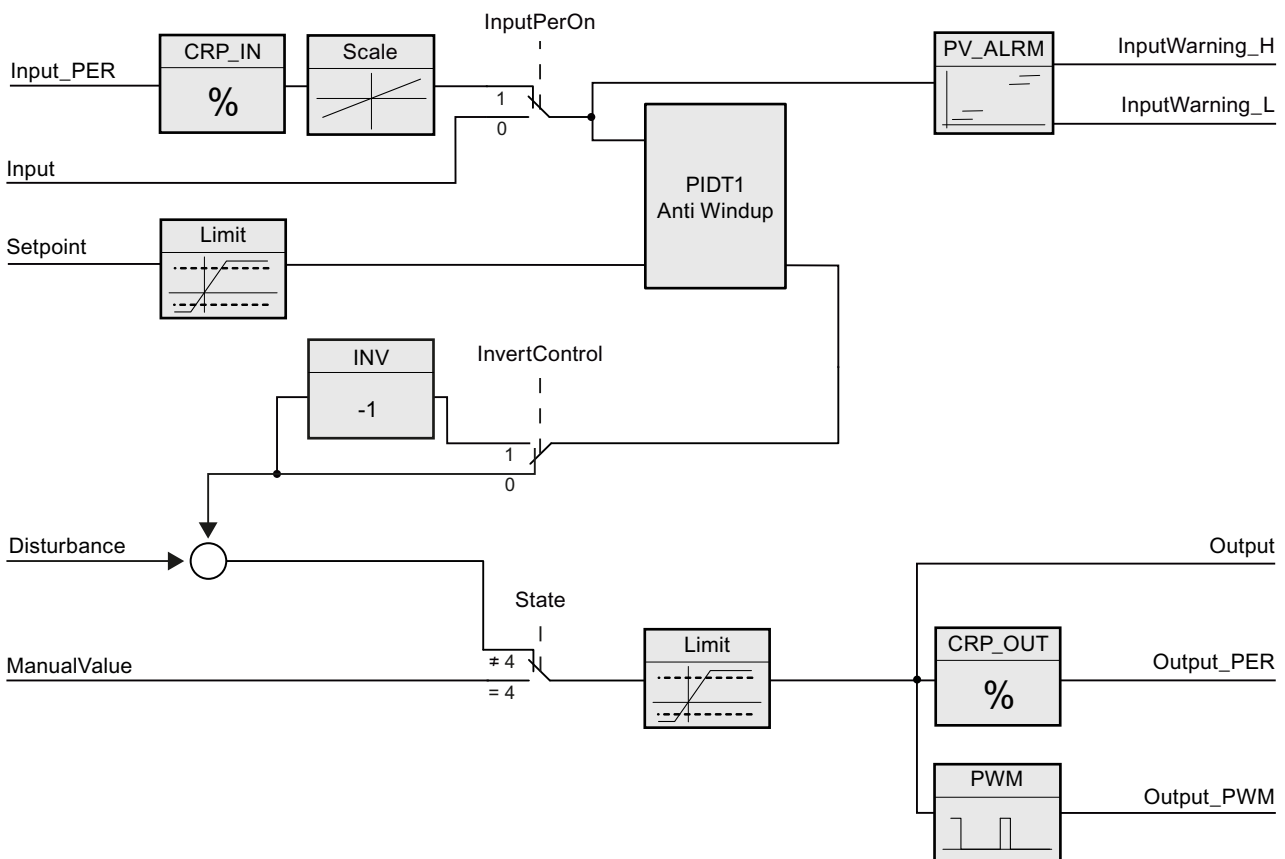 InputPerOn
CRP_IN
Scale
PV_ALRM
InputWarning_H
Input_PER
%
1
0
InputWarning_L
Input
PIDT1
Anti Windup
Setpoint
Limit
INV
InvertControl
-1
1
0
Disturbance
Output
State
ManualValue
≠ 4
= 4
Limit
CRP_OUT
%
Output_PER
PWM
Output_PWM